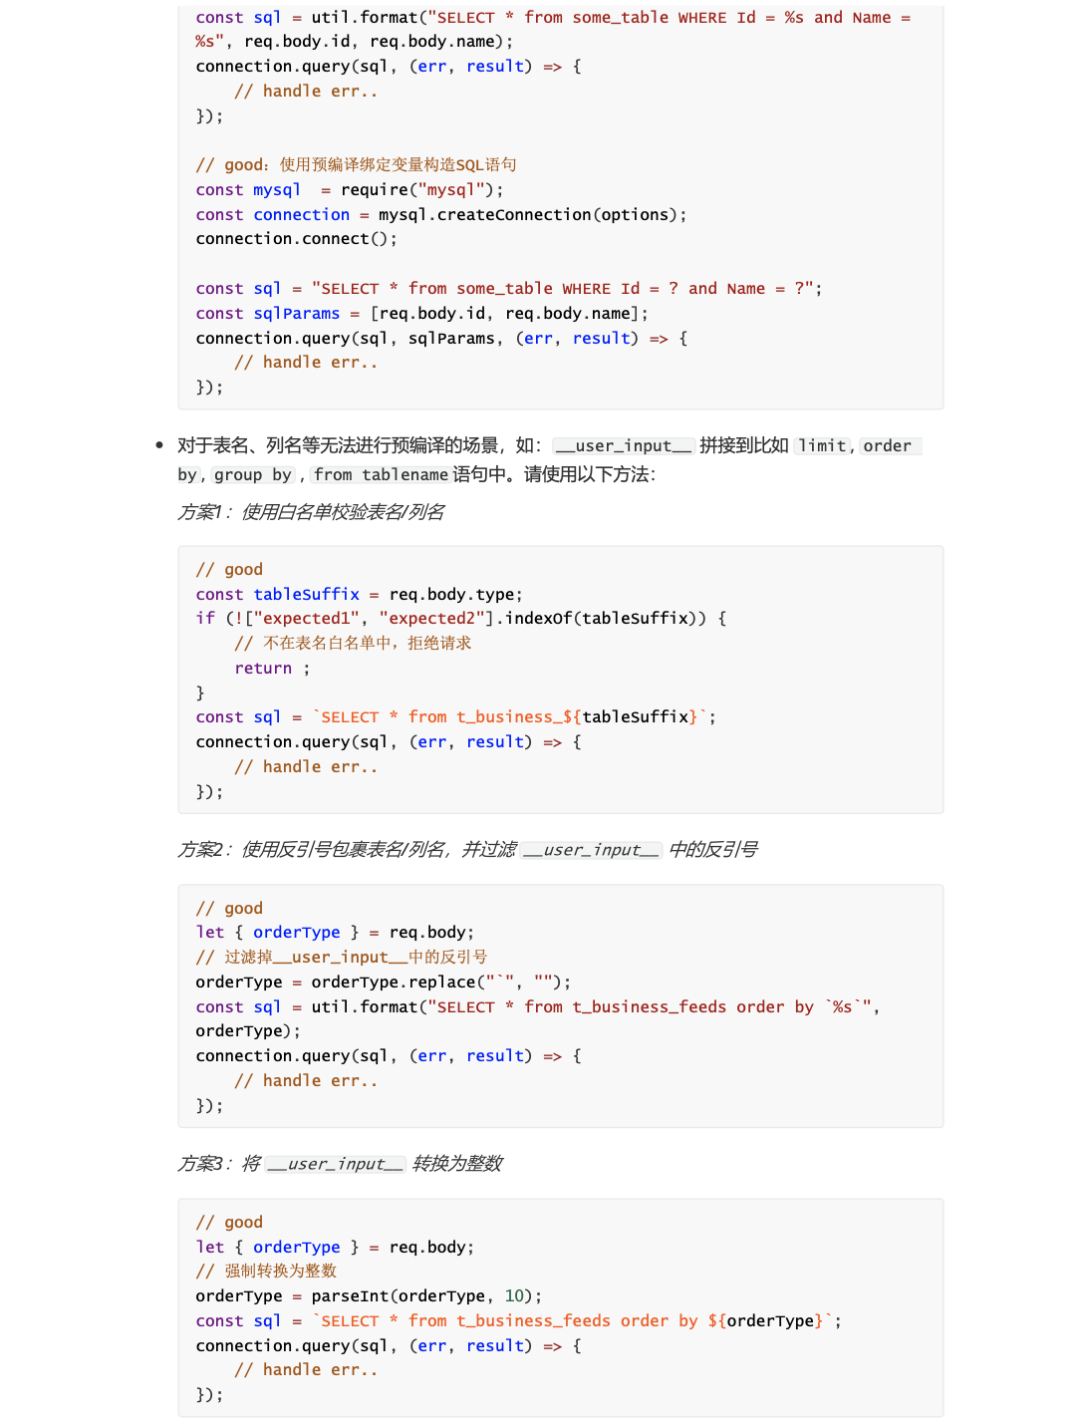 const sql = util.format("SELECT * from some_table WHERE Id = %s and Name =
%s", req.body.id, req.body.name);
connection.query(sql, (err, result) => {
    // handle err..
});
// good：使用预编译绑定变量构造SQL语句
const mysql  = require("mysql");
const connection = mysql.createConnection(options);
connection.connect();
const sql = "SELECT * from some_table WHERE Id = ? and Name = ?";
const sqlParams = [req.body.id, req.body.name];
connection.query(sql, sqlParams, (err, result) => {
    // handle err..
});
• 对于表名、列名等无法进行预编译的场景，如：__user_input__ 拼接到比如 limit, order
by, group by , from tablename语句中。请使用以下方法：
方案1：使用白名单校验表名/列名
// good
const tableSuffix = req.body.type;
if (!["expected1", "expected2"].indexOf(tableSuffix)) {
    // 不在表名白名单中，拒绝请求
    return ;
}
const sql = `SELECT * from t_business_${tableSuffix}`;
connection.query(sql, (err, result) => {
    // handle err..
});
方案2：使用反引号包裹表名/列名，并过滤 __user_input__ 中的反引号
// good
let { orderType } = req.body;
// 过滤掉__user_input__中的反引号
orderType = orderType.replace("`", "");
const sql = util.format("SELECT * from t_business_feeds order by `%s`",
orderType);
connection.query(sql, (err, result) => {
    // handle err..
});
方案3：将 __user_input__ 转换为整数
// good
let { orderType } = req.body;
// 强制转换为整数
orderType = parseInt(orderType, 10);
const sql = `SELECT * from t_business_feeds order by ${orderType}`;
connection.query(sql, (err, result) => {
    // handle err..
});